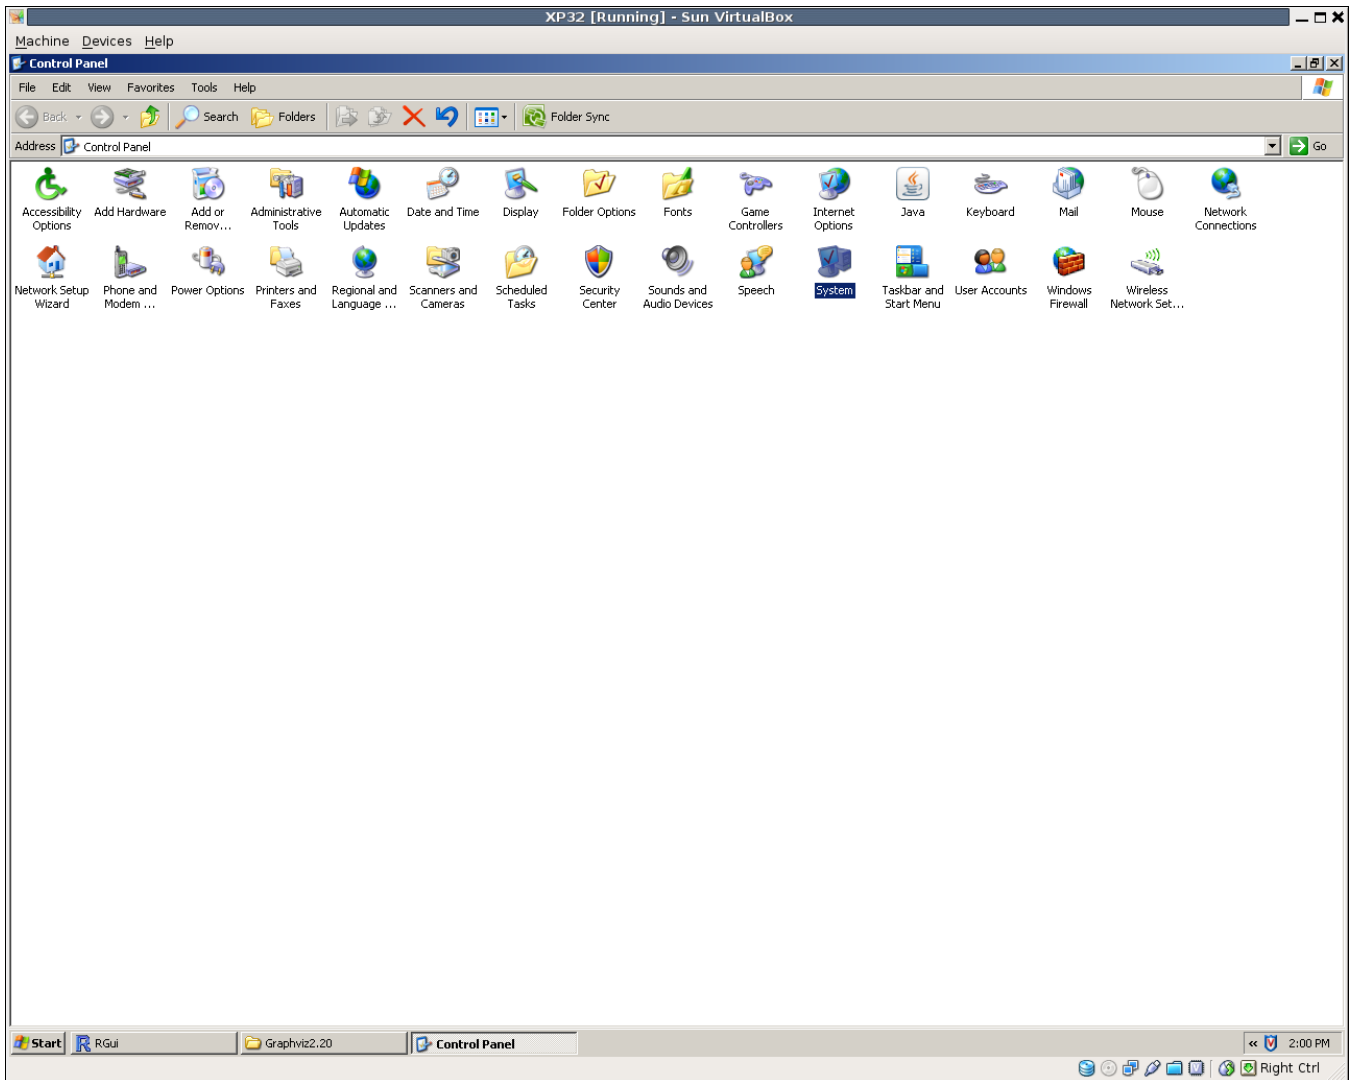 XP32 [Running] - Sun VirtualBox
Machine Devices Help
Control Panel
File Edit View Favorites Tools Help
Back Search Folders Folder Sync
Address Control Panel Go
Accessibility Add Hardware Add or Administrative Automatic Date and Time Display Folder Options Fonts Game Internet Java Keyboard Mail Mouse Network
Options Remov... Tools Updates Controllers Options Connections
Network Setup Phone and Power Options Printers and Regional and Scanners and Scheduled Security Sounds and Speech System Taskbar and User Accounts Windows Wireless
Wizard Modem ... Faxes Language ... Cameras Tasks Center Audio Devices Start Menu Firewall Network Set...
Start RGui Graphviz2.20 Control Panel « 2:00 PM
Right Ctrl